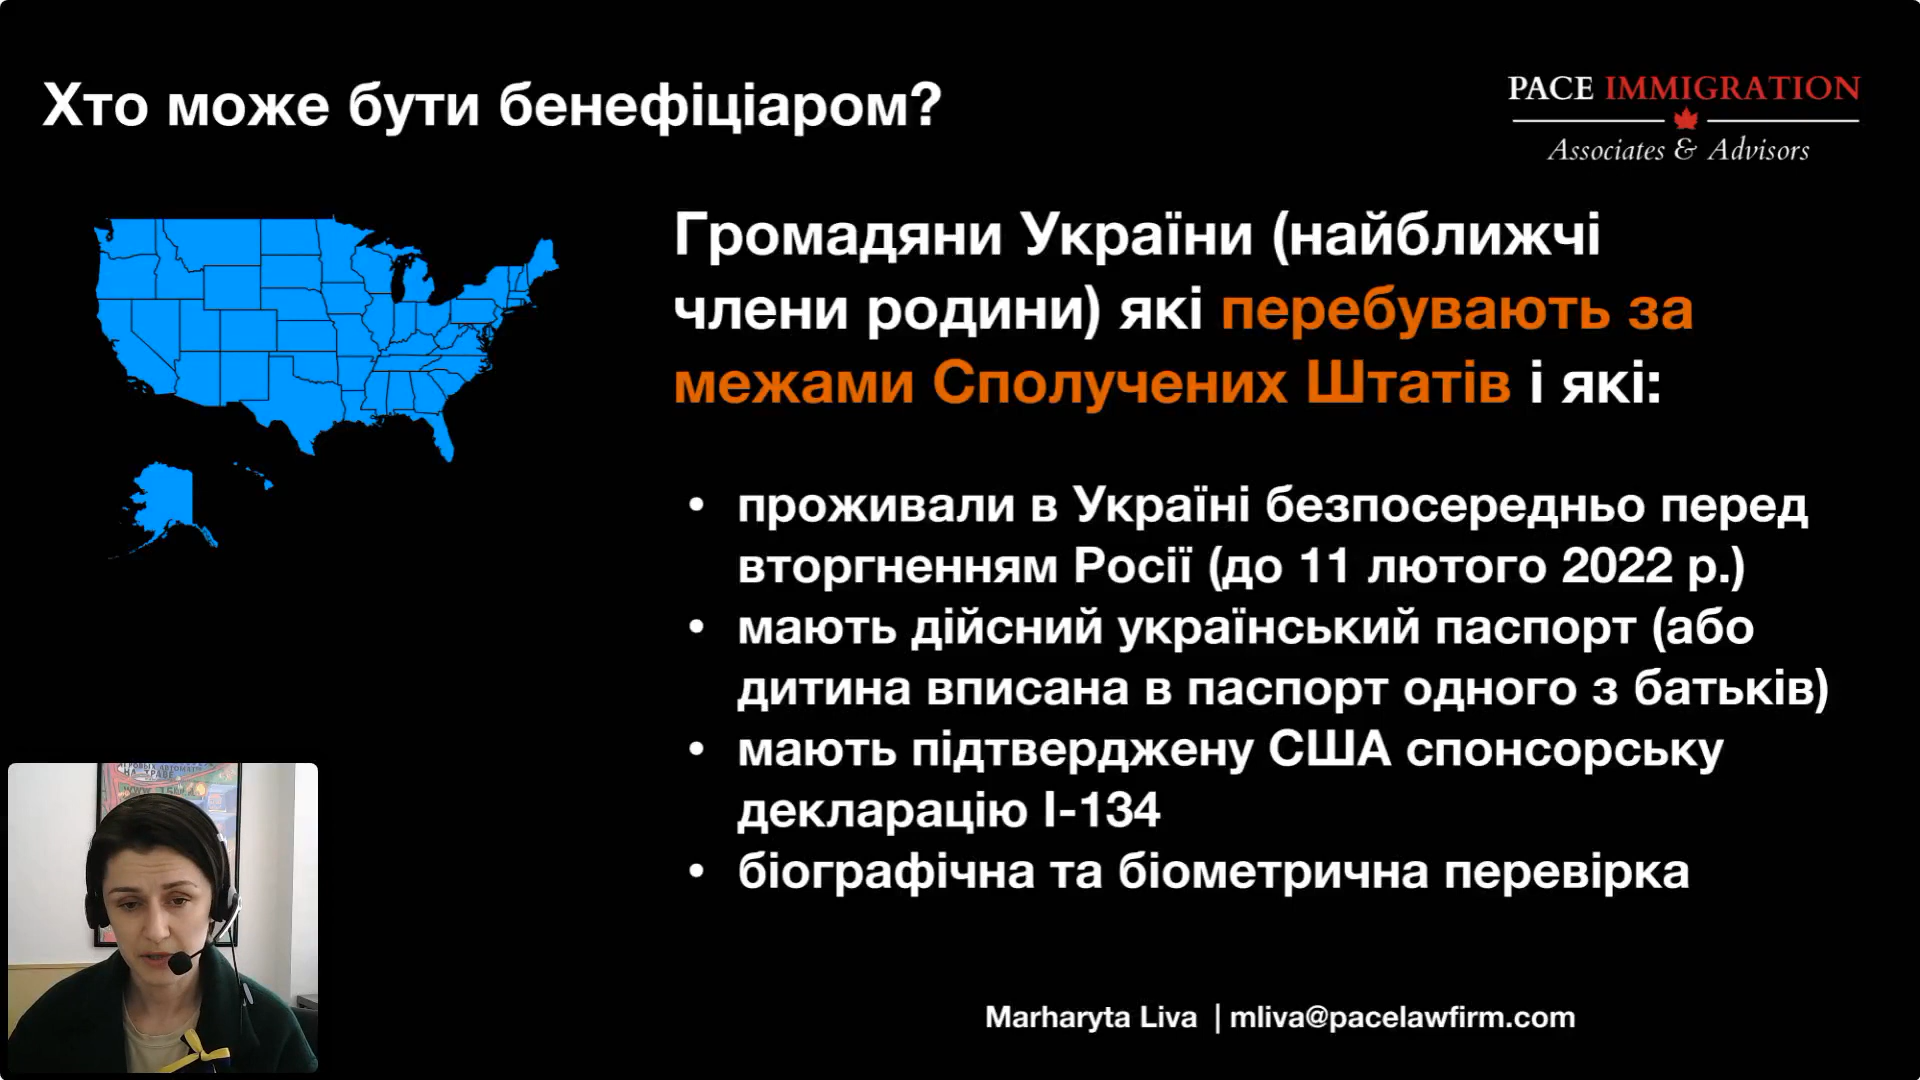 Хто може бути бенефіціаром?
PACE IMMIGRATION
Associates & Advisors
Громадяни України (найближчі
члени родини) які перебувають за
межами Сполучених Штатів і які:
• проживали в Україні безпосередньо перед
вторгненням Росії (до 11 лютого 2022 р.)
• мають дійсний український паспорт (або
дитина вписана в паспорт одного з батьків)
• мають підтверджену США спонсорську
декларацію I-134
• біографічна та біометрична перевірка
НА ТРАВЕ
Marharyta Liva | mliva@pacelawfirm.com